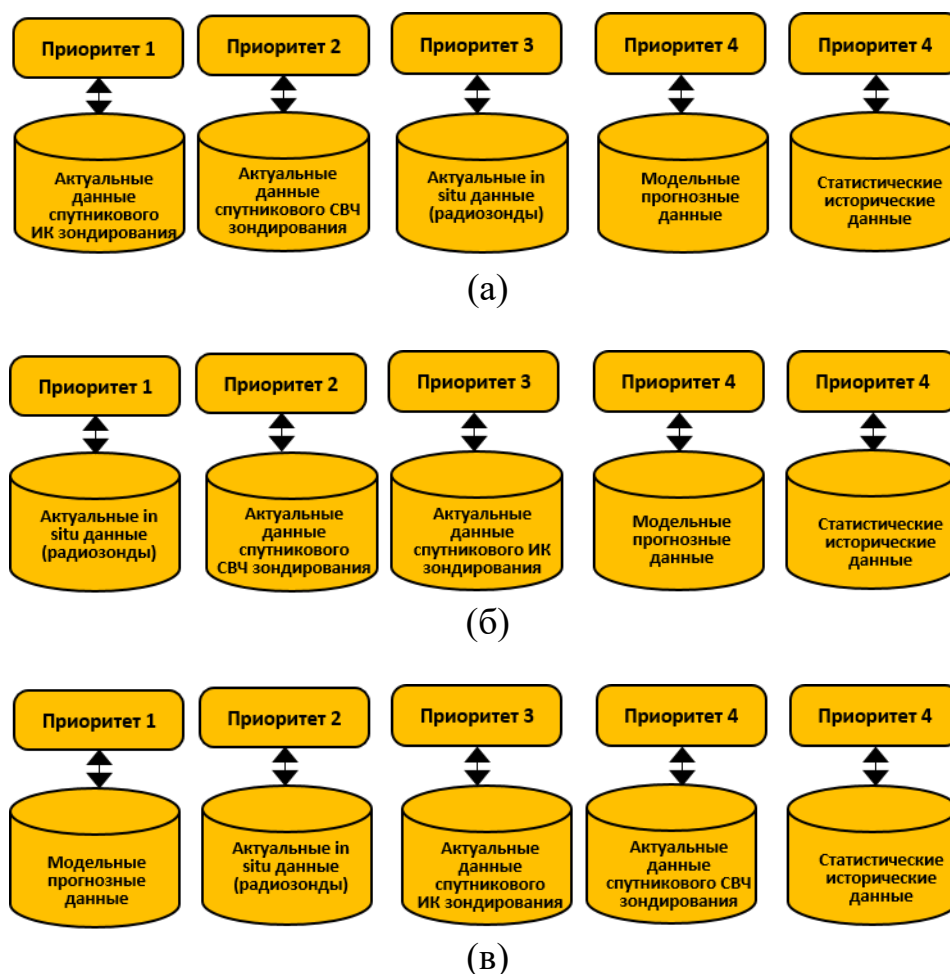 Приоритет 1
Приоритет 2
Приоритет 3
Приоритет 4
Приоритет 4
Актуальные
данные
спутникового
ИК зондирования
Актуальные
данные
спутникового СВЧ
зондирования
Актуальные in
situ данные
(радиозонды)
Модельные
прогнозные
данные
Статистические
исторические
данные
(а)
Приоритет 1
Приоритет 2
Приоритет 3
Приоритет 4
Приоритет 4
Актуальные in
situ данные
(радиозонды)
Актуальные
данные
спутникового
СВЧ зондирования
Актуальные
данные
спутникового ИК
зондирования
Модельные
прогнозные
данные
Статистические
исторические
данные
(б)
Приоритет 1
Приоритет 2
Приоритет 3
Приоритет 4
Приоритет 4
Модельные
прогнозные
данные
Актуальные in
situ данные
(радиозонды)
Актуальные
данные
спутникового
ИК зондирования
Актуальные
данные
спутникового СВЧ
зондирования
Статистические
исторические
данные
(в)